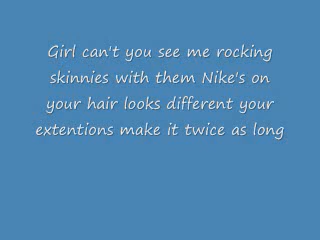 Girl can't you see me rocking
skinnies with them Nike's on
your hair looks different your
extentions make it twice as long